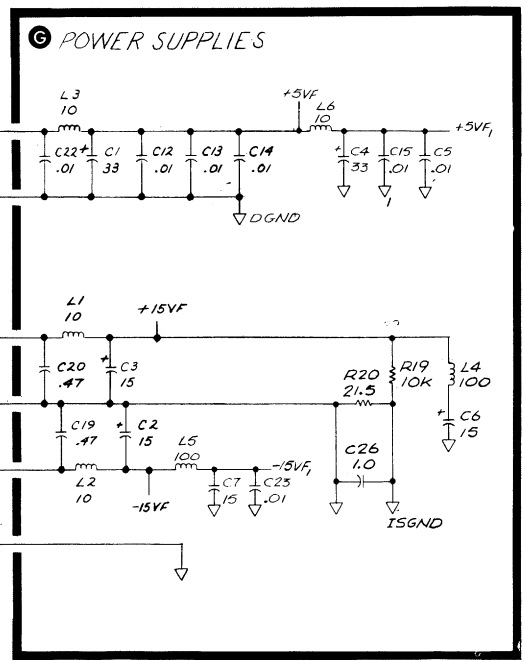 G POWER SUPPLIES
L3
10
+5VF
L6
10
+5VF1
C22
.01
+ C1
33
C12
.01
C13
.01
C14
.01
+ C4
33
C15
.01
C5
.01
1
DGND
L1
10
+15VF
C20
.47
+ C3
15
R20
21.5
R19
10K
L4
100
C19
.47
+ C2
15
L5
100
+ C6
15
C26
1.0
-15VF1
L2
10
-15VF
C7
15
C23
.01
ISGND